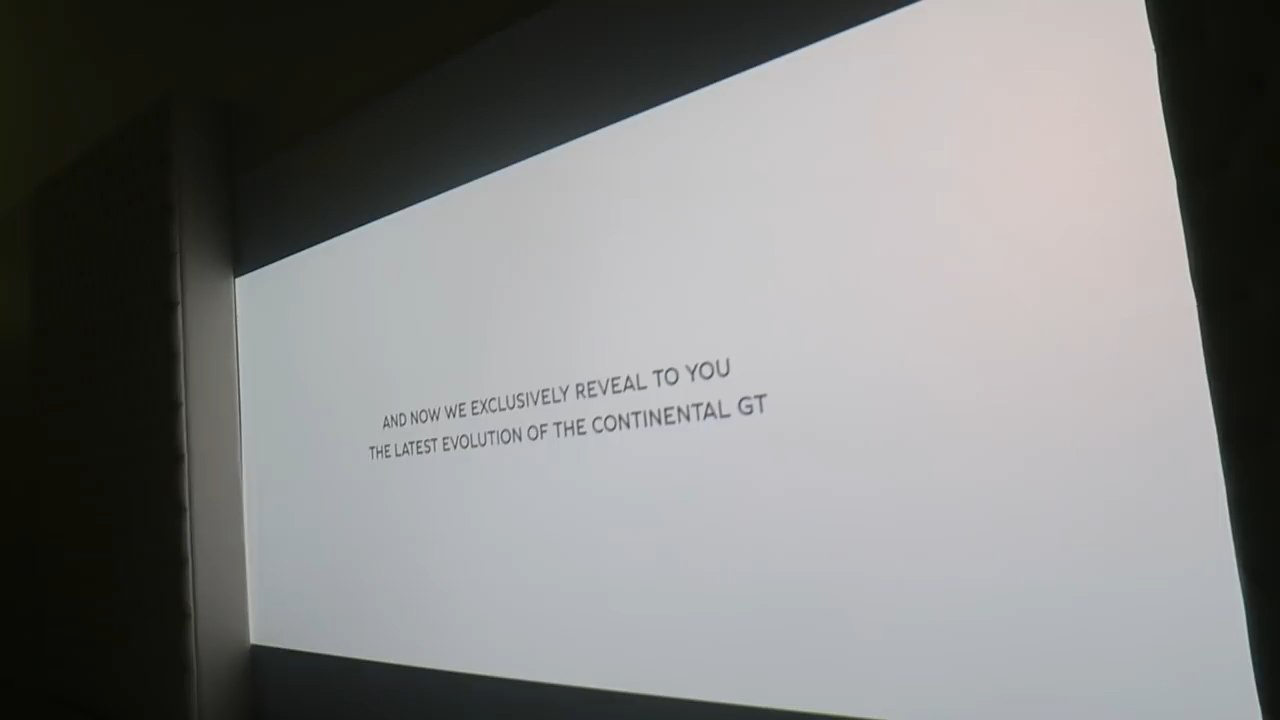 AND NOW WE EXCLUSIVELY REVEAL TO YOU
THE LATEST EVOLUTION OF THE CONTINENTAL GT